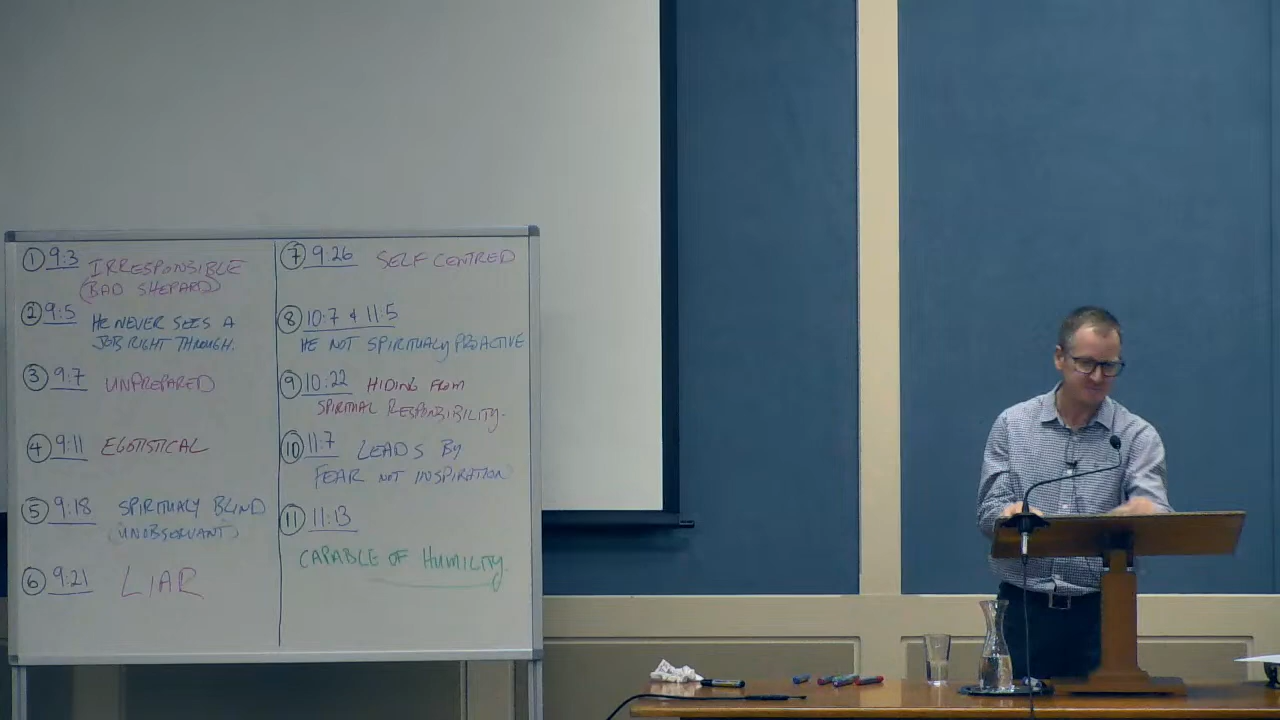 ① 9:3 IRRESPONSIBLE
(BAD SHEPARD)
② 9:5 HE NEVER SEES A
JOB RIGHT THROUGH.
③ 9:7 UNPREPARED
④ 9:11 EGOTISTICAL
⑤ 9:18 SPIRITUALY BLIND
(UNOBSERVANT)
⑥ 9:21 LIAR
⑦ 9:26 SELF CENTRED
⑧ 10:7 & 11:5
HE NOT SPIRITUALY PROACTIVE
⑨ 10:22 HIDING FROM
SPIRITUAL RESPONSIBILITY.
⑩ 11:7 LEADS BY
FEAR NOT INSPIRATION
⑪ 11:13
CAPABLE OF HUMILITY.